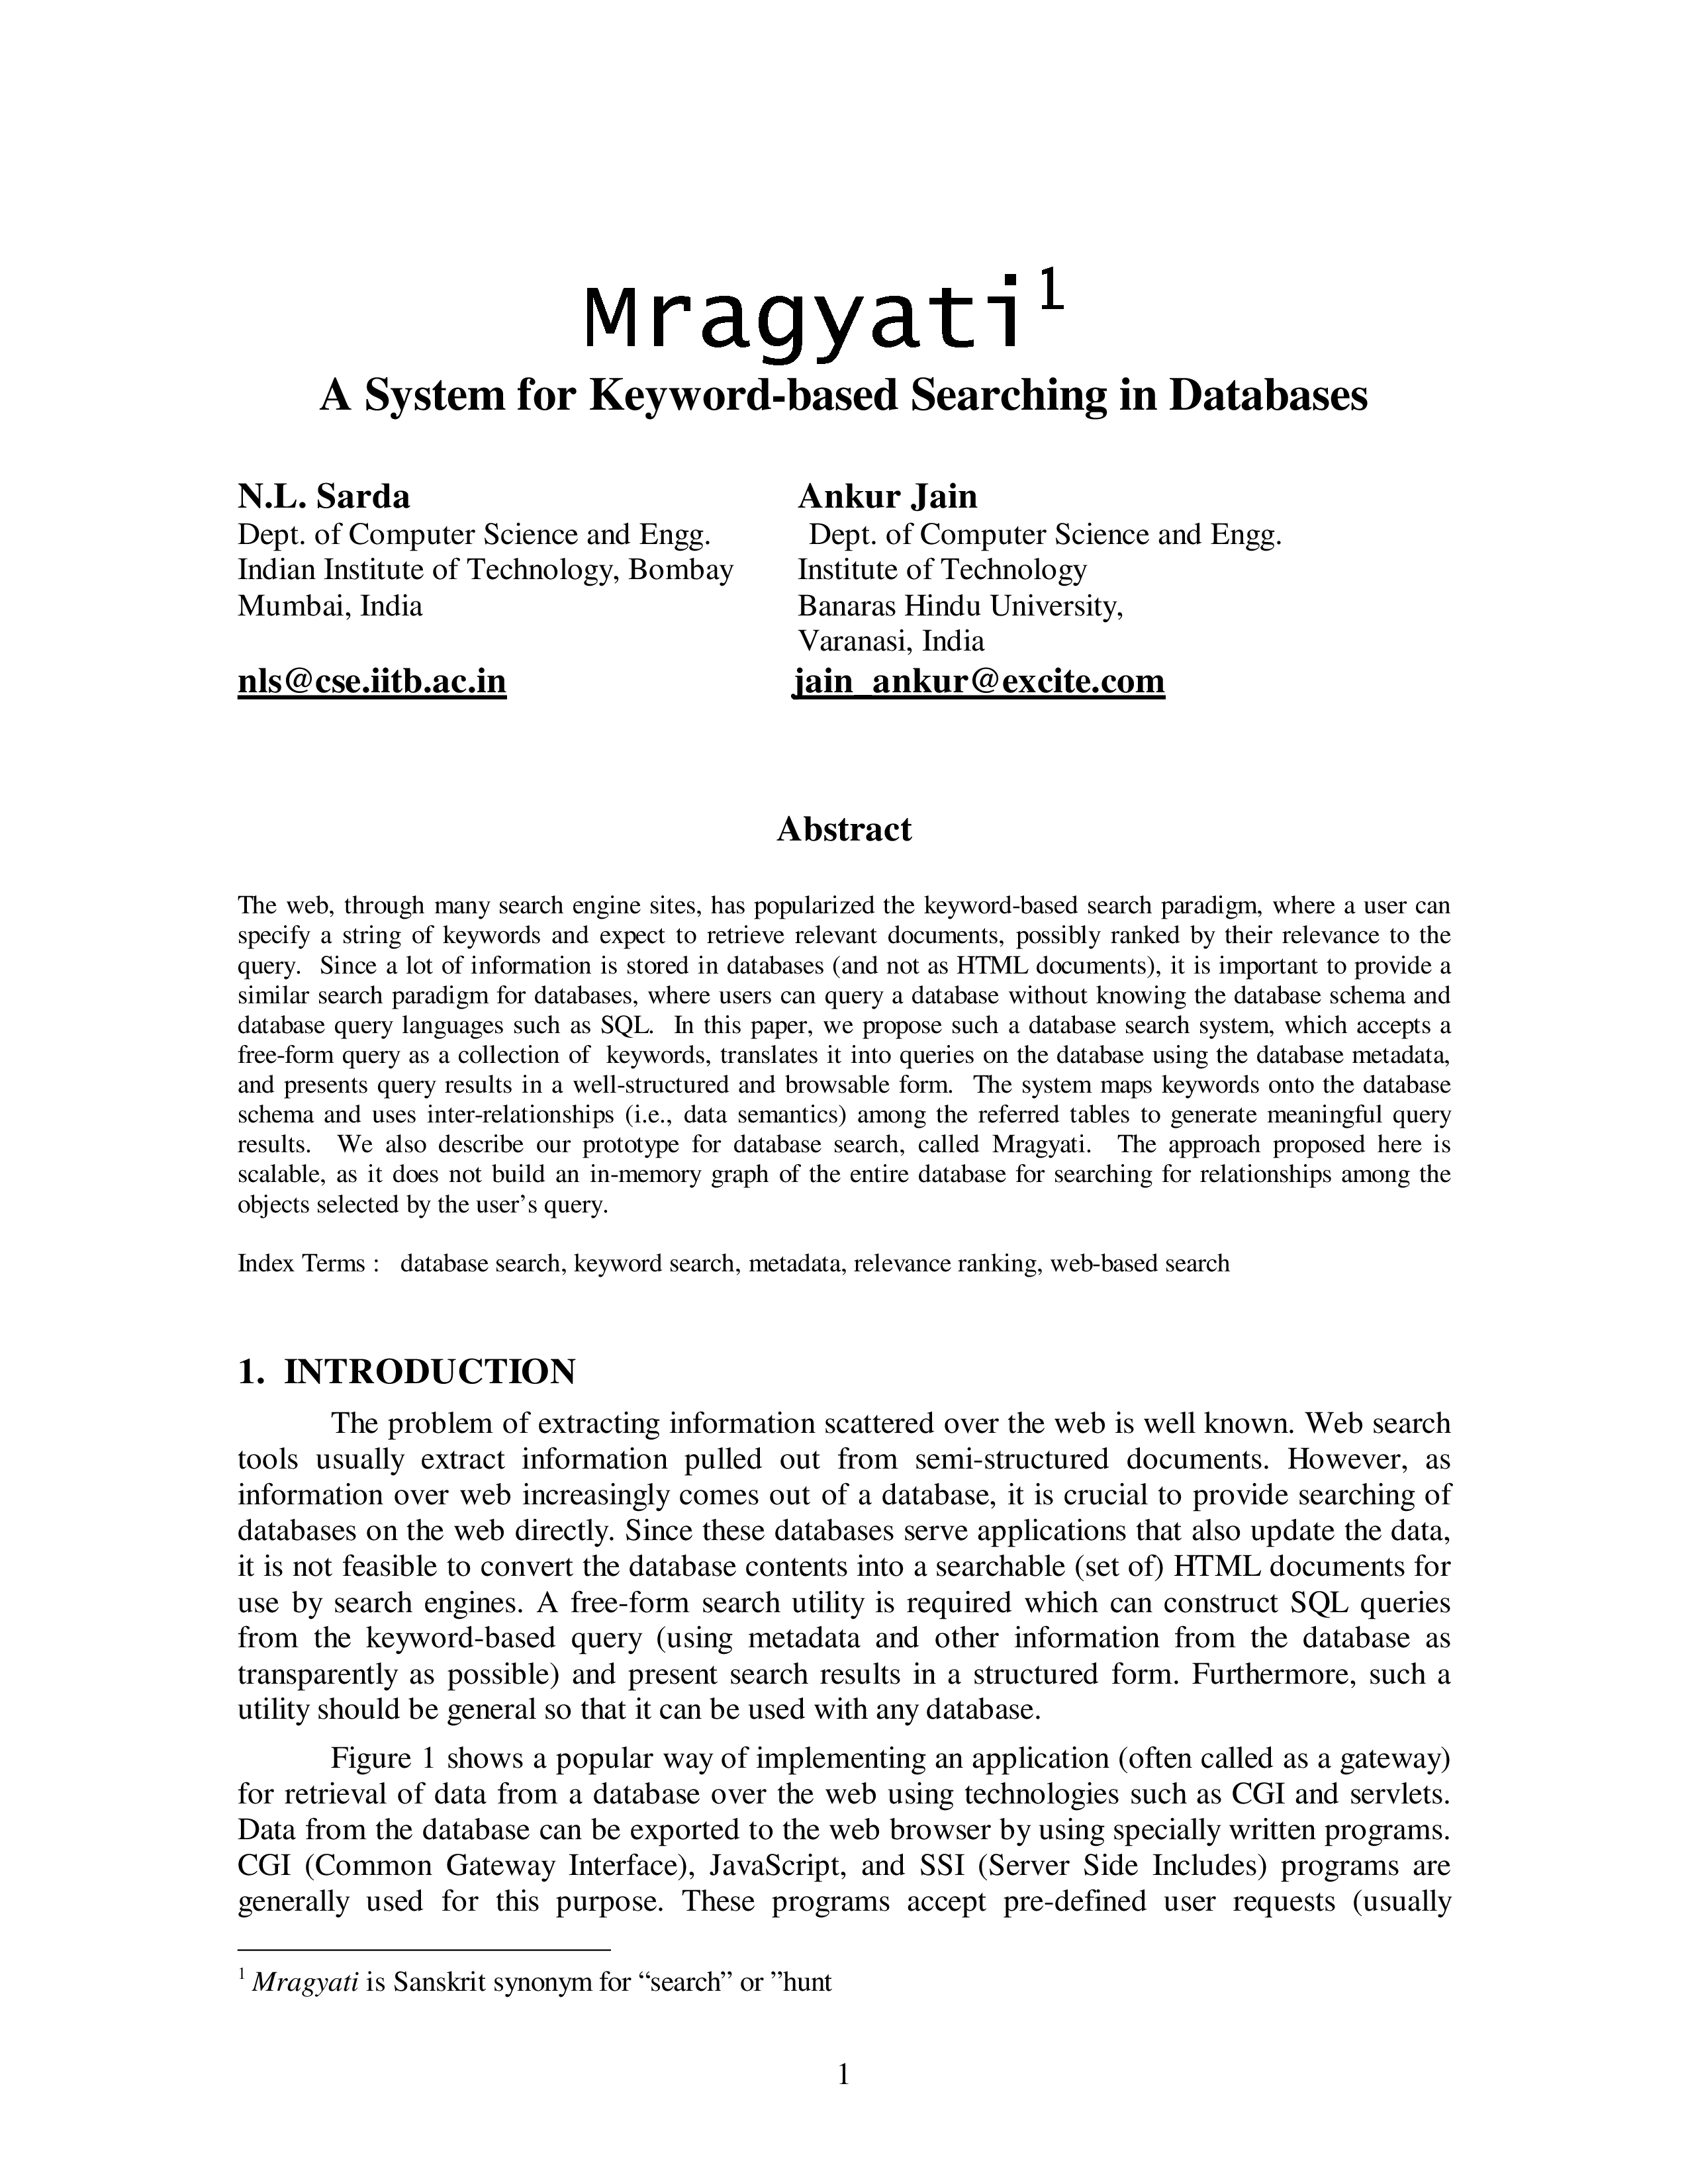 Mragyati1
A System for Keyword-based Searching in Databases
N.L. Sarda
Dept. of Computer Science and Engg.
Indian Institute of Technology, Bombay
Mumbai, India
nls@cse.iitb.ac.in
Ankur Jain
Dept. of Computer Science and Engg.
Institute of Technology
Banaras Hindu University,
Varanasi, India
jain_ankur@excite.com
Abstract
The web, through many search engine sites, has popularized the keyword-based search paradigm, where a user can
specify a string of keywords and expect to retrieve relevant documents, possibly ranked by their relevance to the
query. Since a lot of information is stored in databases (and not as HTML documents), it is important to provide a
similar search paradigm for databases, where users can query a database without knowing the database schema and
database query languages such as SQL. In this paper, we propose such a database search system, which accepts a
free-form query as a collection of keywords, translates it into queries on the database using the database metadata,
and presents query results in a well-structured and browsable form. The system maps keywords onto the database
schema and uses inter-relationships (i.e., data semantics) among the referred tables to generate meaningful query
results. We also describe our prototype for database search, called Mragyati. The approach proposed here is
scalable, as it does not build an in-memory graph of the entire database for searching for relationships among the
objects selected by the user’s query.
Index Terms : database search, keyword search, metadata, relevance ranking, web-based search
1. INTRODUCTION
The problem of extracting information scattered over the web is well known. Web search
tools usually extract information pulled out from semi-structured documents. However, as
information over web increasingly comes out of a database, it is crucial to provide searching of
databases on the web directly. Since these databases serve applications that also update the data,
it is not feasible to convert the database contents into a searchable (set of) HTML documents for
use by search engines. A free-form search utility is required which can construct SQL queries
from the keyword-based query (using metadata and other information from the database as
transparently as possible) and present search results in a structured form. Furthermore, such a
utility should be general so that it can be used with any database.
Figure 1 shows a popular way of implementing an application (often called as a gateway)
for retrieval of data from a database over the web using technologies such as CGI and servlets.
Data from the database can be exported to the web browser by using specially written programs.
CGI (Common Gateway Interface), JavaScript, and SSI (Server Side Includes) programs are
generally used for this purpose. These programs accept pre-defined user requests (usually
1 Mragyati is Sanskrit synonym for “search” or ”hunt
1